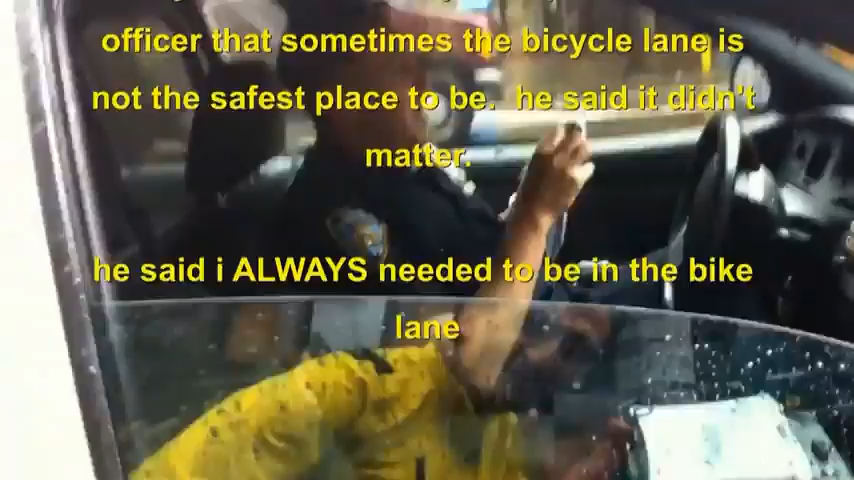 officer that sometimes the bicycle lane is
not the safest place to be. he said it didn't
matter.
he said i ALWAYS needed to be in the bike
lane